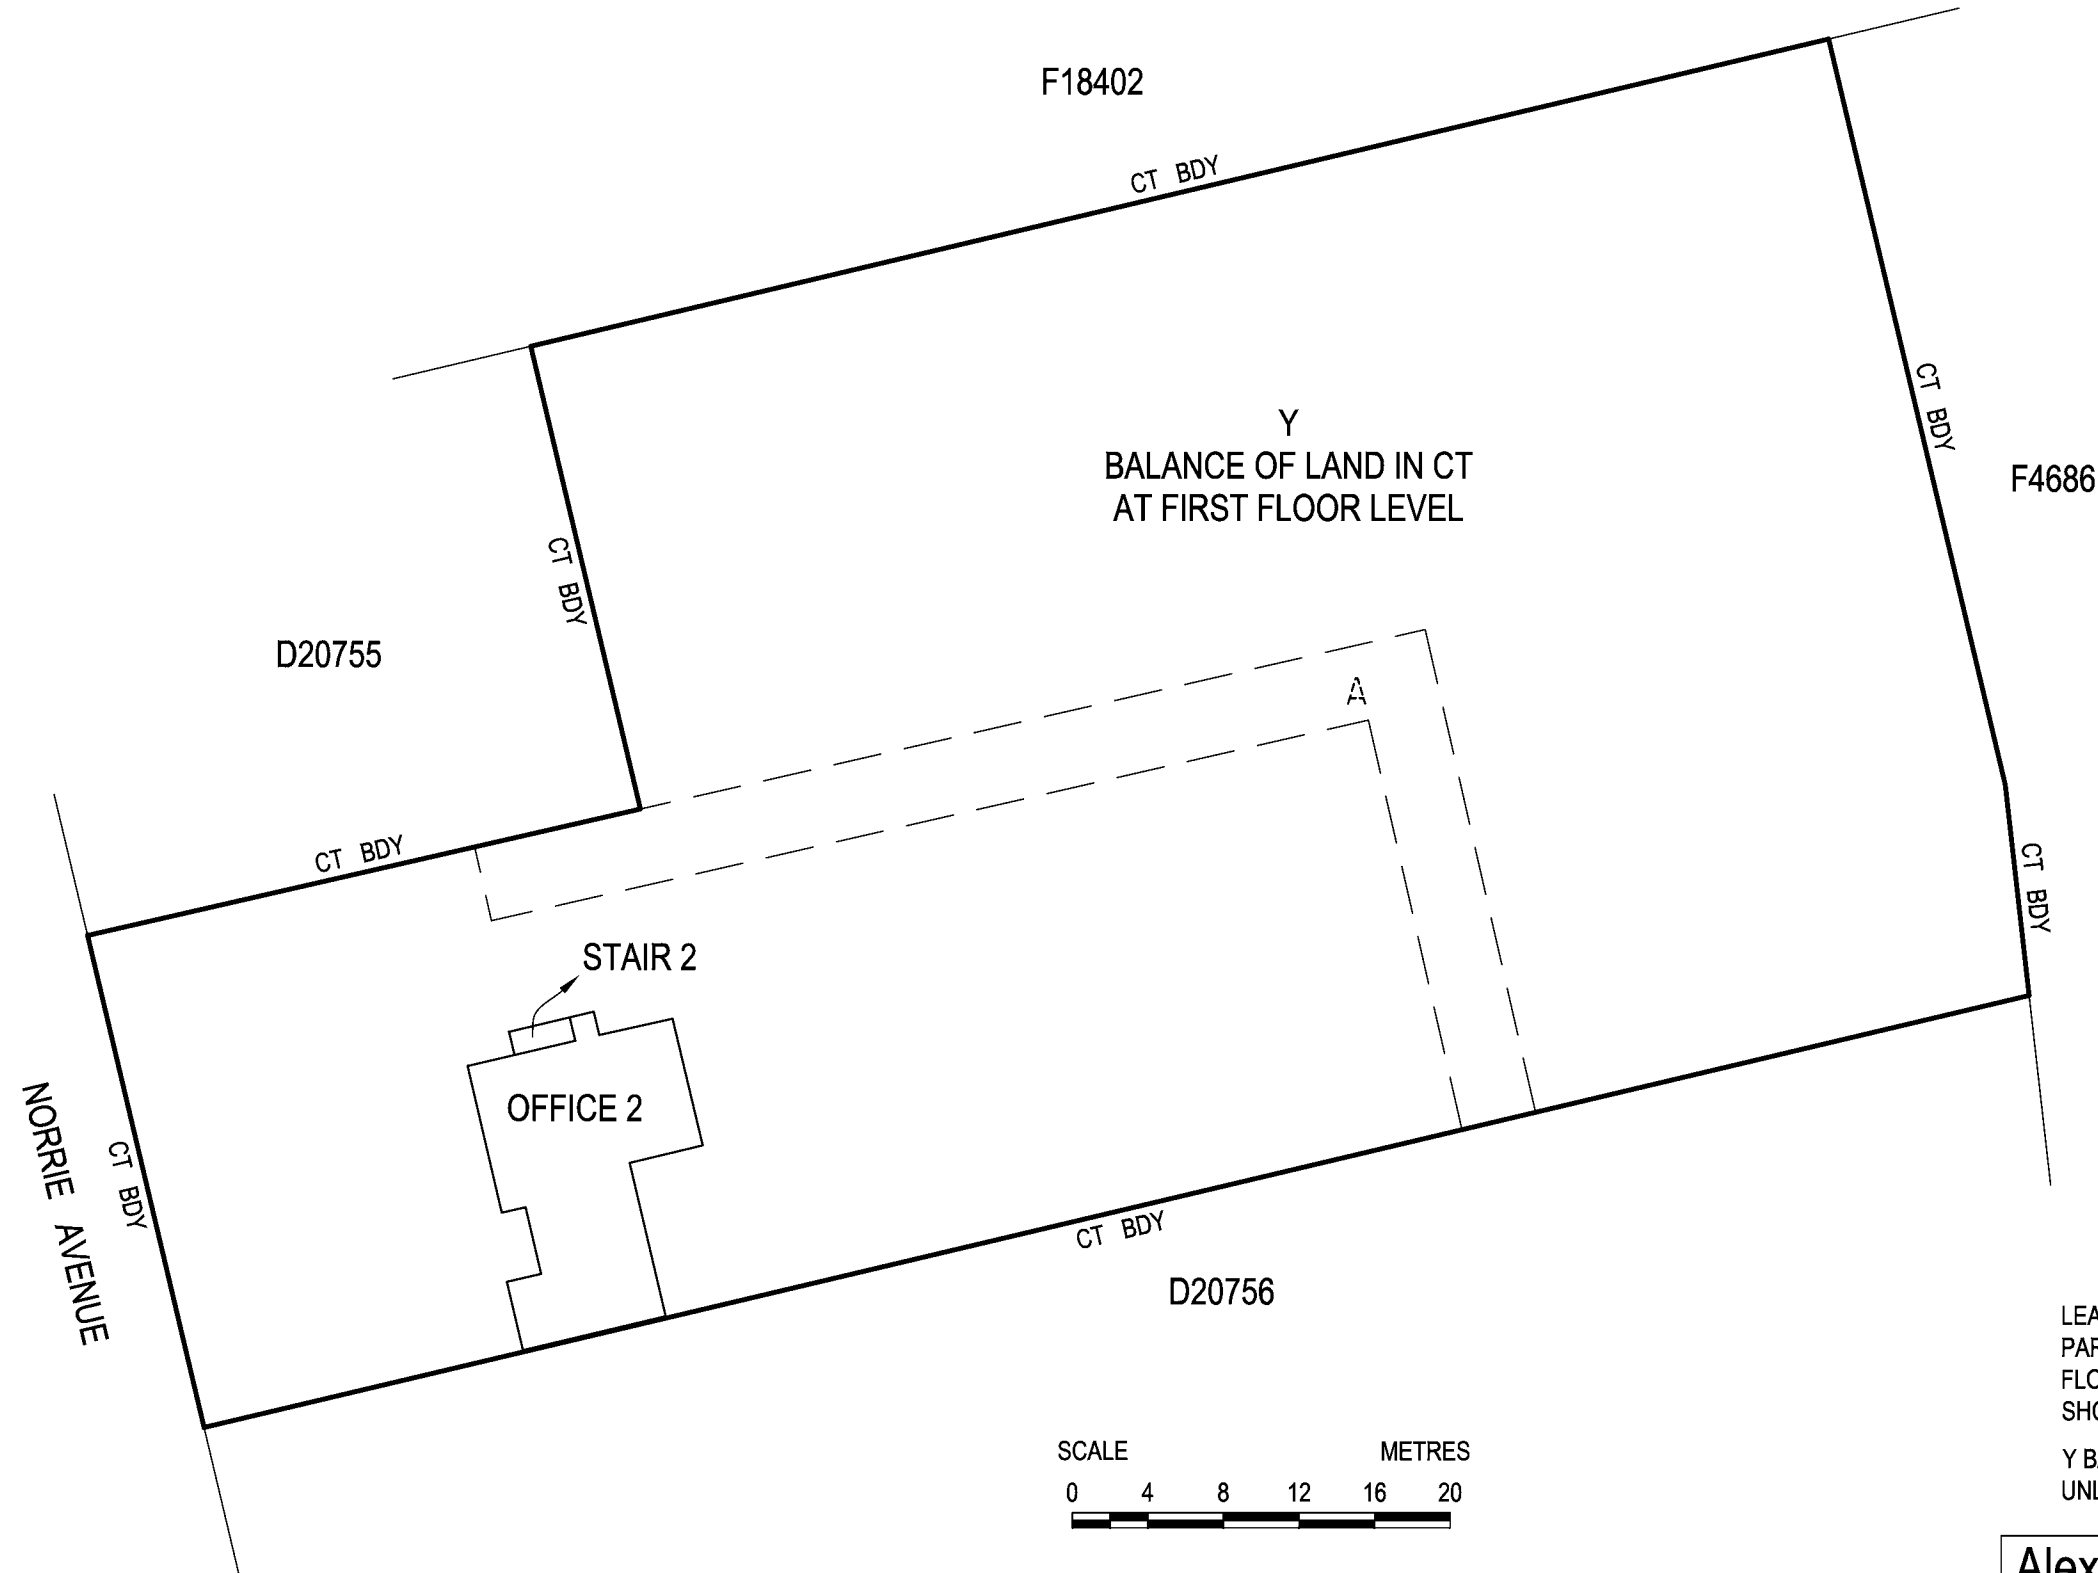 F18402
CT BDY
Y
BALANCE OF LAND IN CT
AT FIRST FLOOR LEVEL
CT BDY
F4686
CT BDY
D20755
A
CT BDY
CT BDY
STAIR 2
OFFICE 2
NORRIE AVENUE
CT BDY
CT BDY
D20756
SCALE METRES
0 4 8 12 16 20
Y